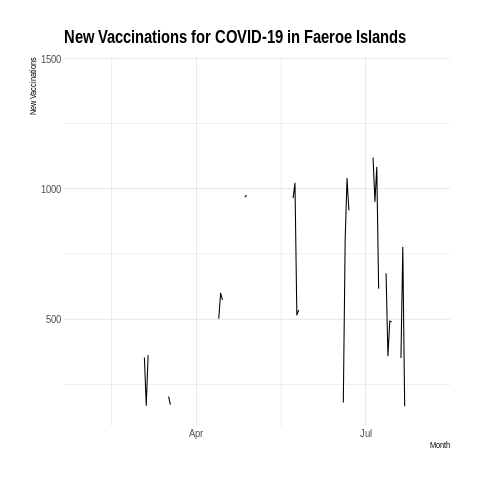 New Vaccinations for COVID-19 in Faeroe Islands
New Vaccinations
1500
1000
500
Apr
Jul
Month